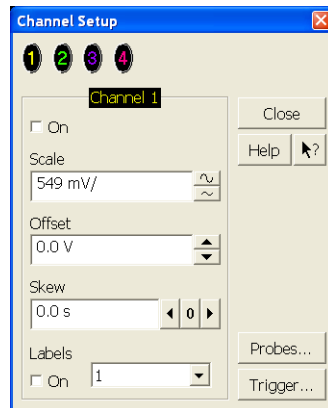 Channel Setup
1 2 3 4
Channel 1
On
Close
Help ?
Scale
549 mV/
Offset
0.0 V
Skew
0.0 s
0
Labels
On 1
Probes...
Trigger...